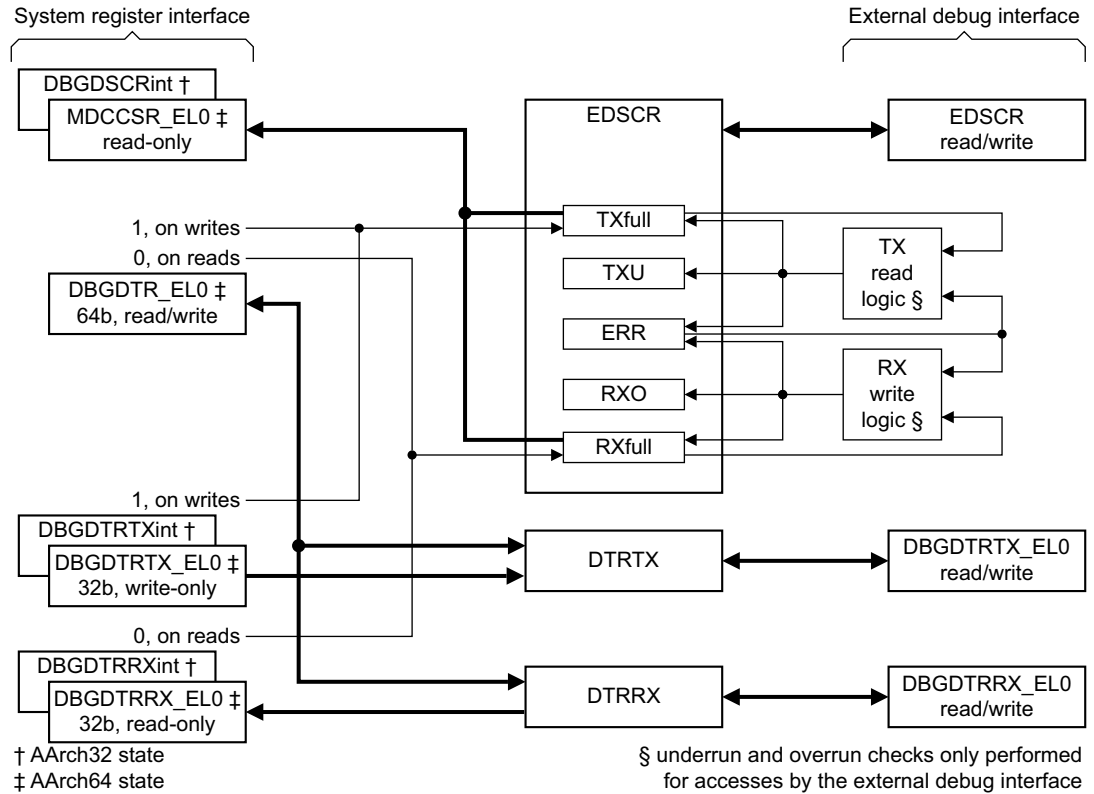 System register interface
External debug interface
DBGDSCRint †
MDCCSR_EL0 ‡
read-only
EDSCR
EDSCR
read/write
TXfull
1, on writes
0, on reads
TX
read
logic §
TXU
DBGDTR_EL0 ‡
64b, read/write
ERR
RX
write
logic §
RXO
RXfull
1, on writes
DBGDTRTXint †
DBGDTRTX_EL0 ‡
32b, write-only
DTRTX
DBGDTRTX_EL0
read/write
0, on reads
DBGDTRRXint †
DBGDTRRX_EL0 ‡
32b, read-only
DTRRX
DBGDTRRX_EL0
read/write
† AArch32 state
‡ AArch64 state
§ underrun and overrun checks only performed
for accesses by the external debug interface